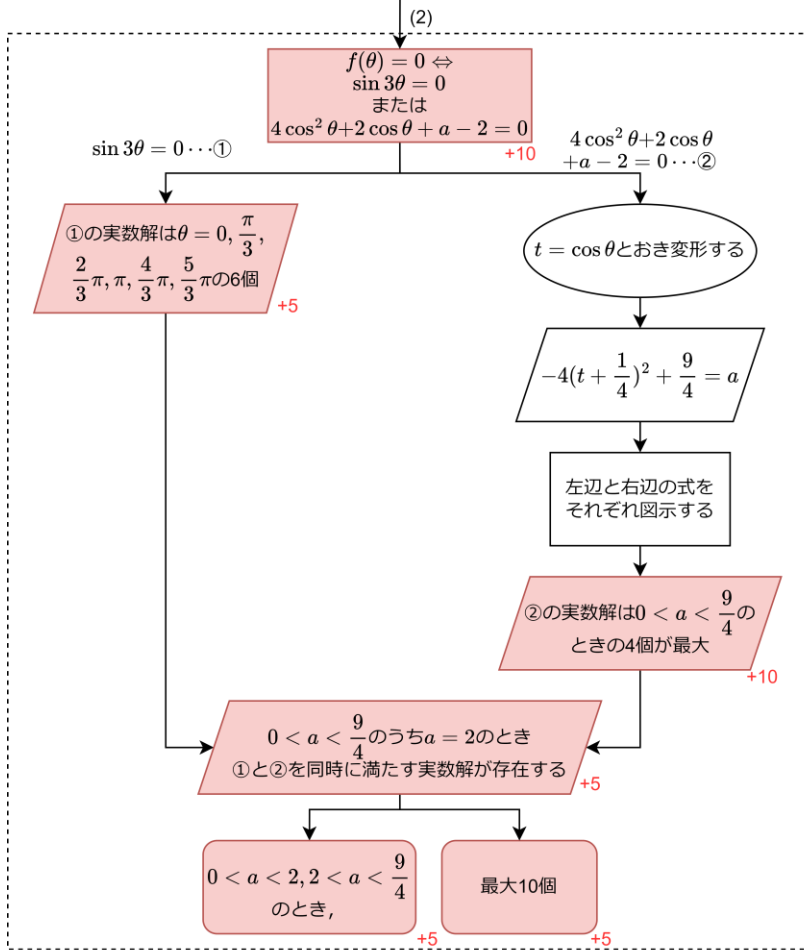 (2)
f(θ) = 0 ⇔
sin 3θ = 0
または
4 cos² θ+2 cos θ + a − 2 = 0
+10
sin 3θ = 0 ⋯①
4 cos² θ+2 cos θ
+a − 2 = 0 ⋯②
①の実数解はθ = 0, π/3,
2/3 π, π, 4/3 π, 5/3 πの6個
+5
t = cos θとおき変形する
−4(t + 1/4)² + 9/4 = a
左辺と右辺の式を
それぞれ図示する
②の実数解は0 < a < 9/4の
ときの4個が最大
+10
0 < a < 9/4のうちa = 2のとき
①と②を同時に満たす実数解が存在する
+5
0 < a < 2, 2 < a < 9/4
のとき,
+5
最大10個
+5